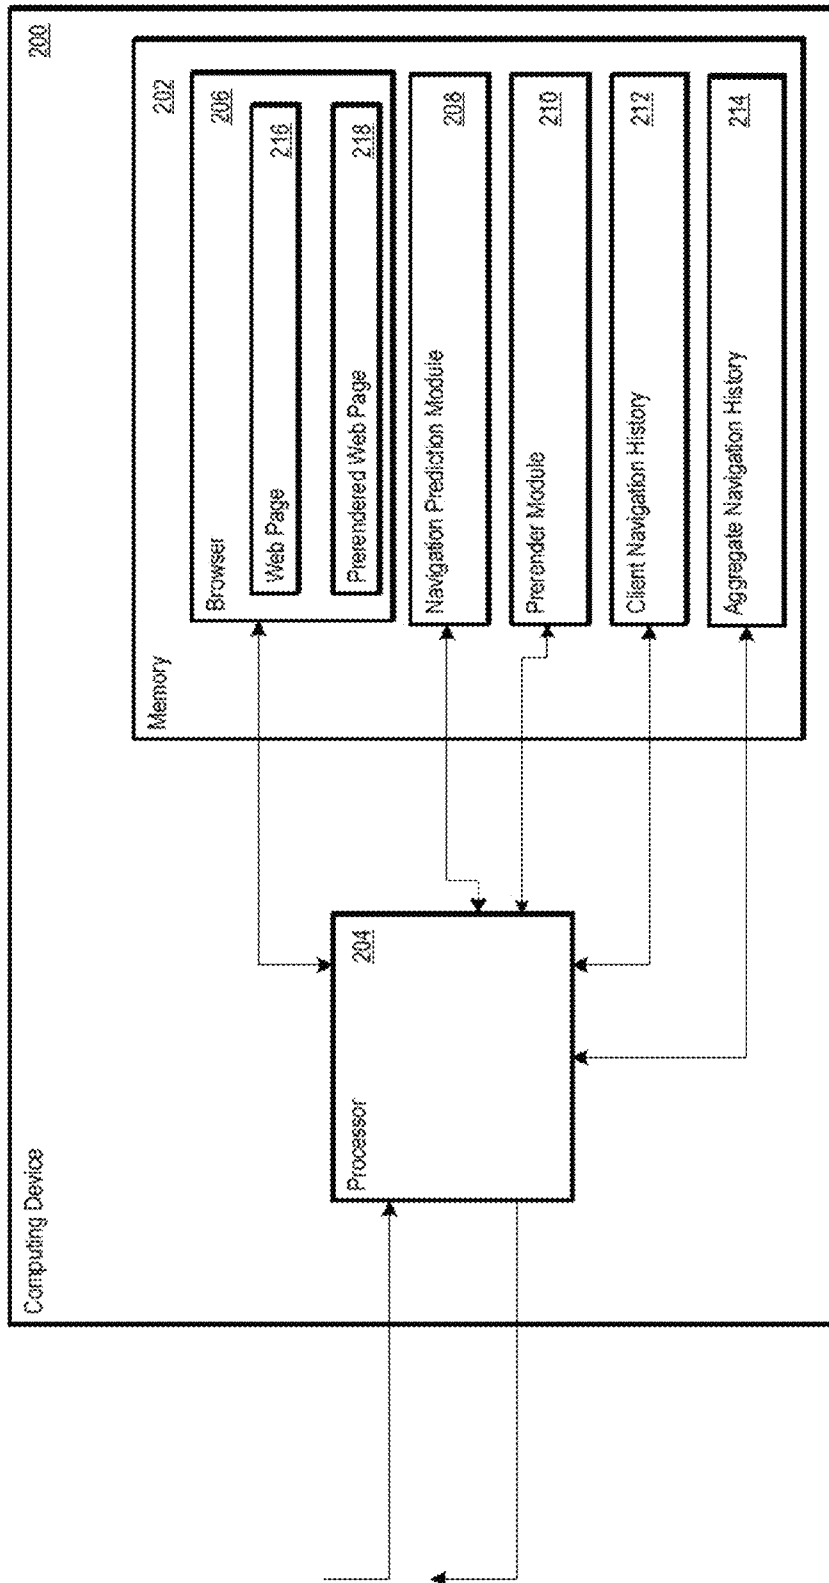 Computing Device 200
Memory 202
Browser 206
Web Page 216
Prerendered Web Page 218
Navigation Prediction Module 208
Prerender Module 210
Client Navigation History 212
Aggregate Navigation History 214
Processor 204